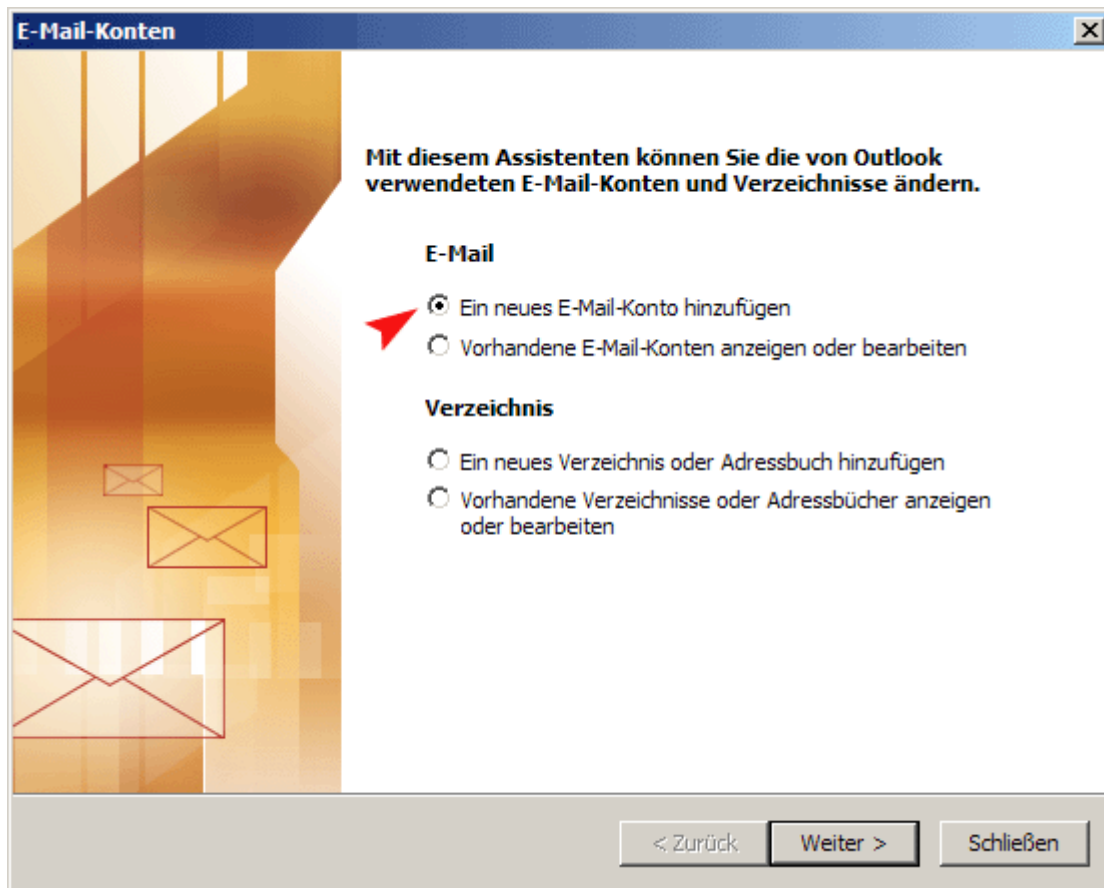 E-Mail-Konten
Mit diesem Assistenten können Sie die von Outlook
verwendeten E-Mail-Konten und Verzeichnisse ändern.
E-Mail
Ein neues E-Mail-Konto hinzufügen
Vorhandene E-Mail-Konten anzeigen oder bearbeiten
Verzeichnis
Ein neues Verzeichnis oder Adressbuch hinzufügen
Vorhandene Verzeichnisse oder Adressbücher anzeigen
oder bearbeiten
< Zurück Weiter > Schließen